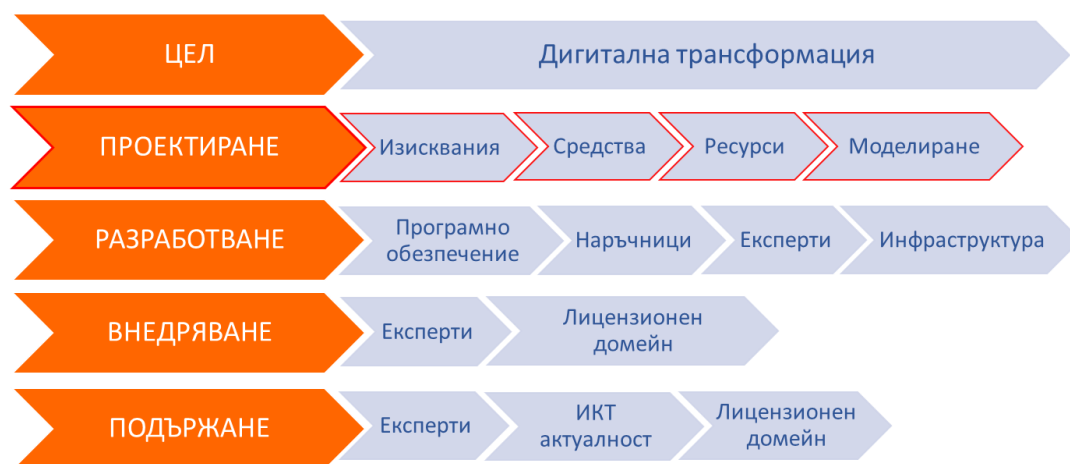 ЦЕЛ
Дигитална трансформация
ПРОЕКТИРАНЕ
Изисквания
Средства
Ресурси
Моделиране
РАЗРАБОТВАНЕ
Програмно
обезпечение
Наръчници
Експерти
Инфраструктура
ВНЕДРЯВАНЕ
Експерти
Лицензионен
домейн
ПОДЪРЖАНЕ
Експерти
ИКТ
актуалност
Лицензионен
домейн